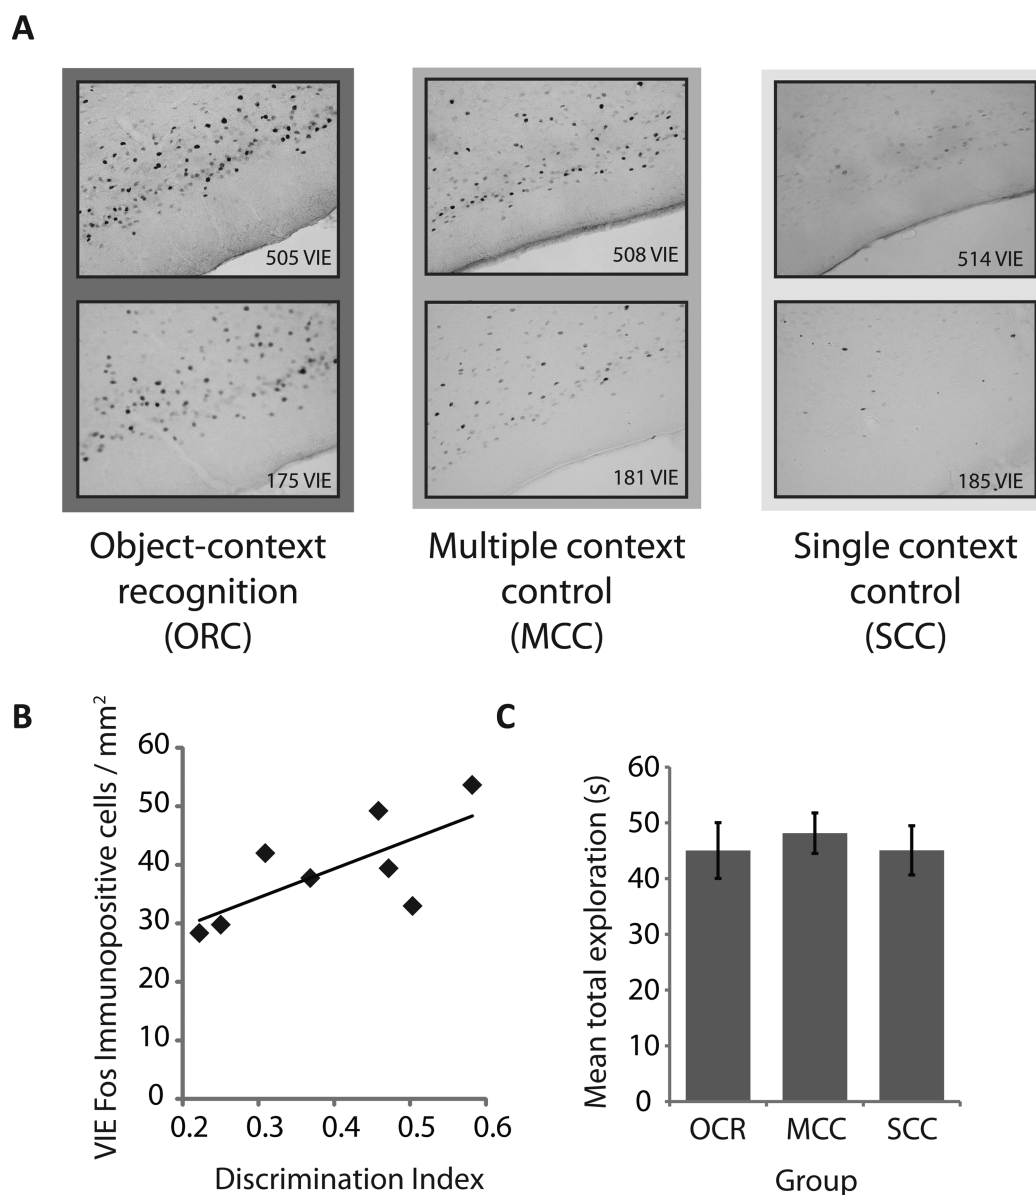 A
505 VIE
508 VIE
514 VIE
175 VIE
181 VIE
185 VIE
Object-context
recognition
(ORC)
Multiple context
control
(MCC)
Single context
control
(SCC)
B
VIE Fos Immunopositive cells / mm²
60
50
40
30
20
10
0
0.2 0.3 0.4 0.5 0.6
Discrimination Index
C
Mean total exploration (s)
60
50
40
30
20
10
0
OCR MCC SCC
Group